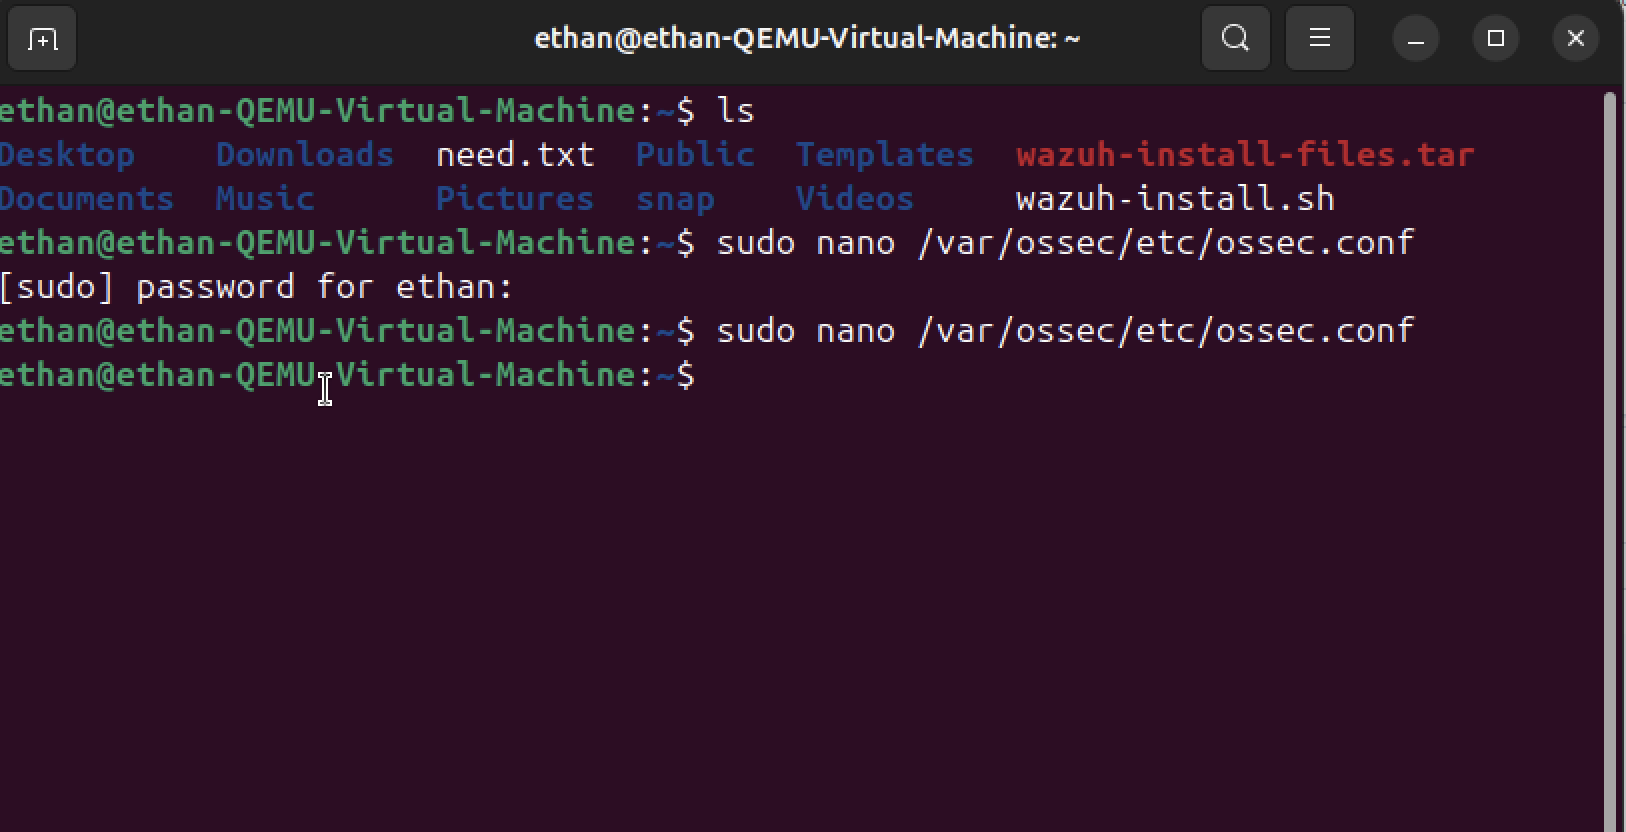 ethan@ethan-QEMU-Virtual-Machine: ~
ethan@ethan-QEMU-Virtual-Machine:~$ ls
Desktop Downloads need.txt Public Templates wazuh-install-files.tar
Documents Music Pictures snap Videos wazuh-install.sh
ethan@ethan-QEMU-Virtual-Machine:~$ sudo nano /var/ossec/etc/ossec.conf
[sudo] password for ethan:
ethan@ethan-QEMU-Virtual-Machine:~$ sudo nano /var/ossec/etc/ossec.conf
ethan@ethan-QEMU-Virtual-Machine:~$